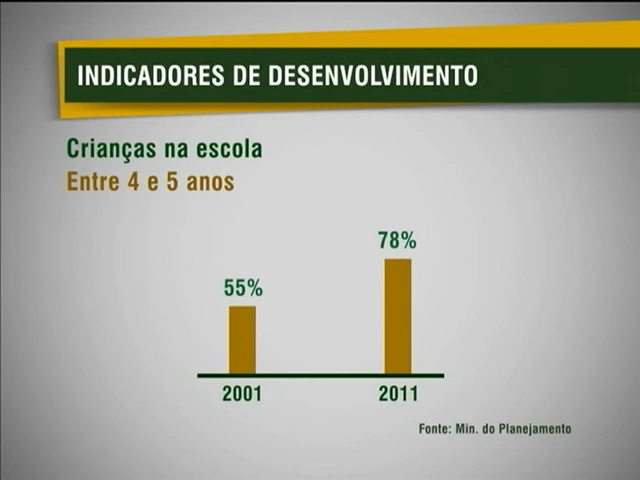 INDICADORES DE DESENVOLVIMENTO
Crianças na escola
Entre 4 e 5 anos
78%
55%
2001 2011
Fonte: Min. do Planejamento